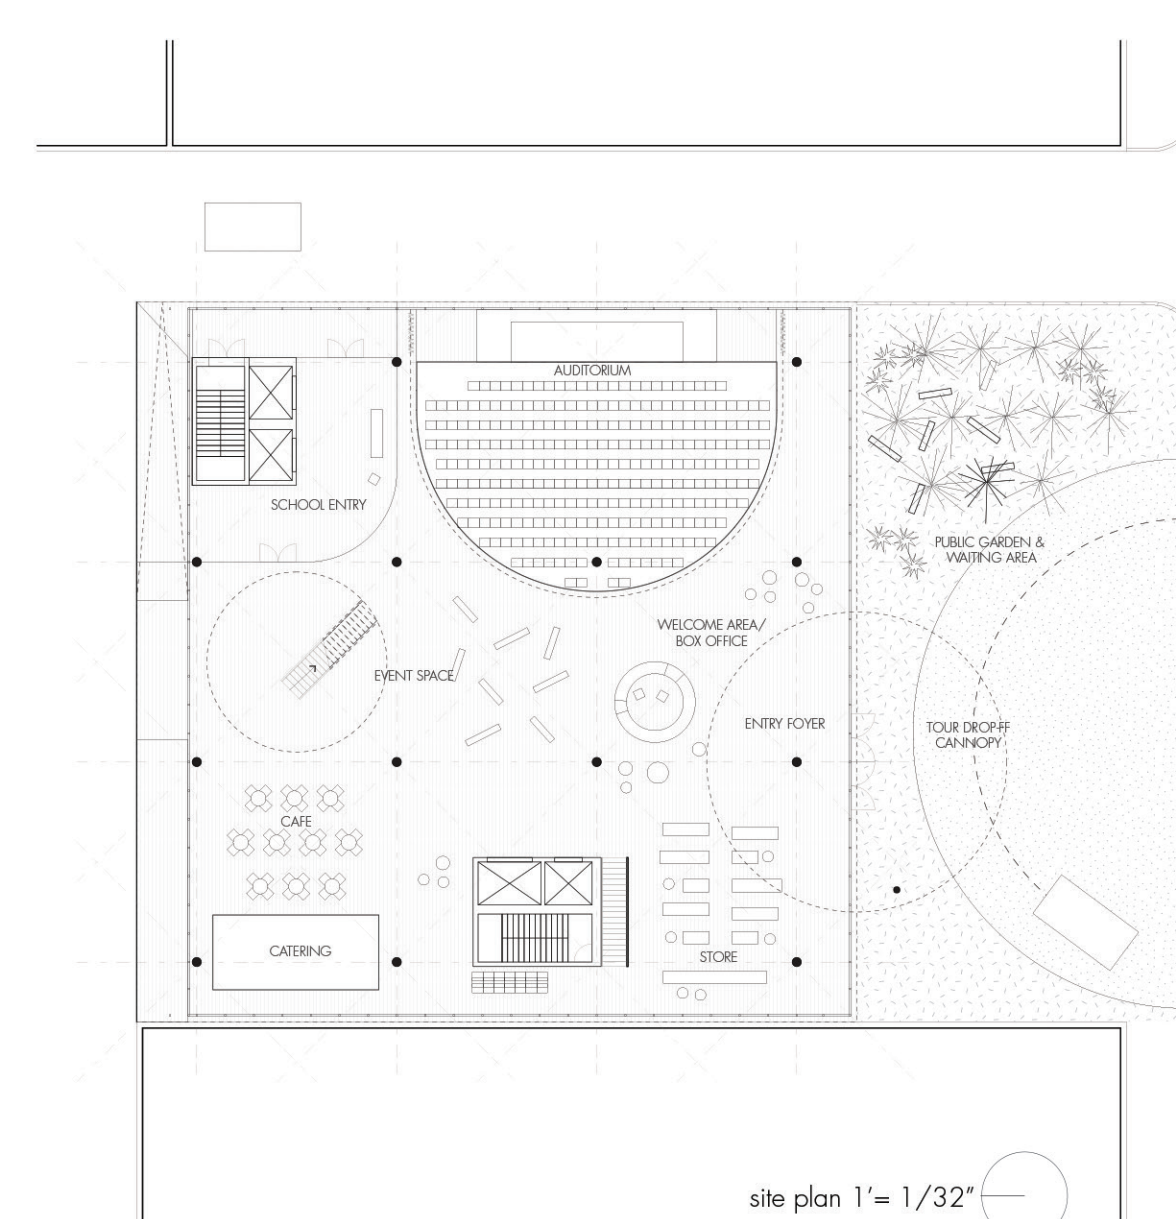 AUDITORIUM
SCHOOL ENTRY
PUBLIC GARDEN &
WAITING AREA
WELCOME AREA/
BOX OFFICE
EVENT SPACE
ENTRY FOYER
TOUR DROP-FF
CANNOPY
CAFE
CATERING
STORE
site plan 1'= 1/32"